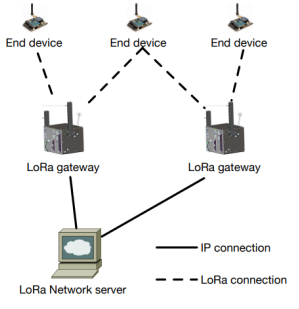 End device
End device
End device
LoRa gateway
LoRa gateway
IP connection
LoRa connection
LoRa Network server